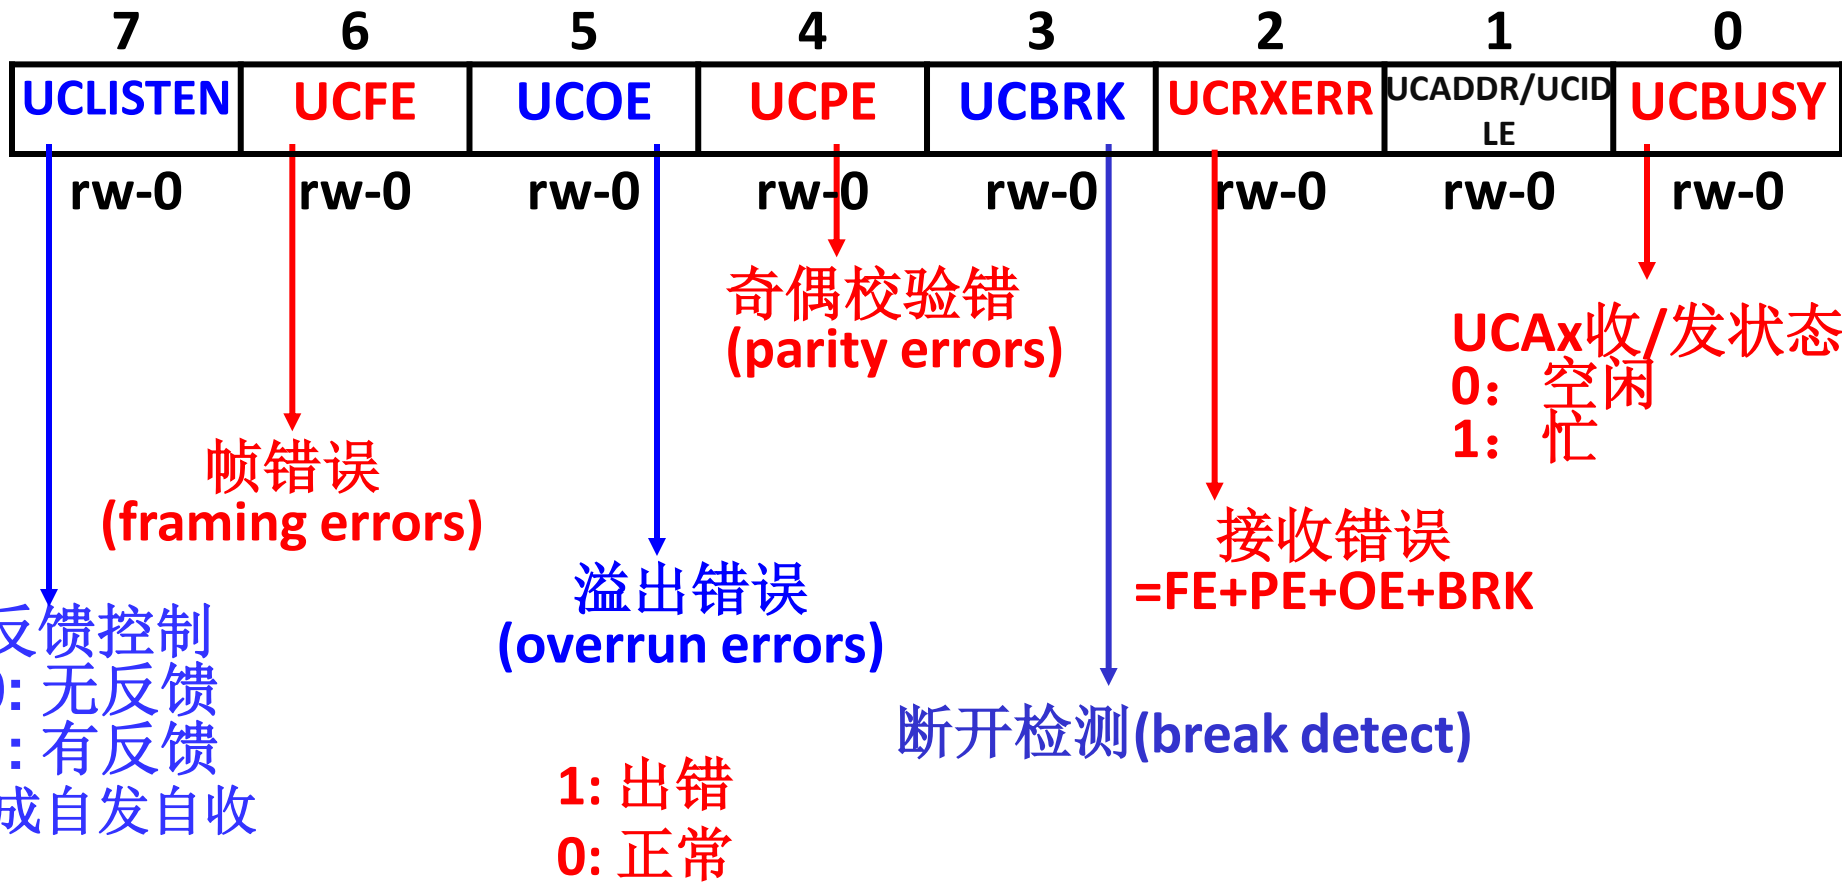 7 6 5 4 3 2 1 0
UCLISTEN UCFE UCOE UCPE UCBRK UCRXERR UCADDR/UCID
LE UCBUSY
rw-0 rw-0 rw-0 rw-0 rw-0 rw-0 rw-0 rw-0
奇偶校验错
(parity errors)
UCAx收/发状态
0： 空闲
1： 忙
帧错误
(framing errors)
接收错误
=FE+PE+OE+BRK
溢出错误
(overrun errors)
反馈控制
0: 无反馈
: 有反馈
成自发自收
断开检测(break detect)
1: 出错
0: 正常